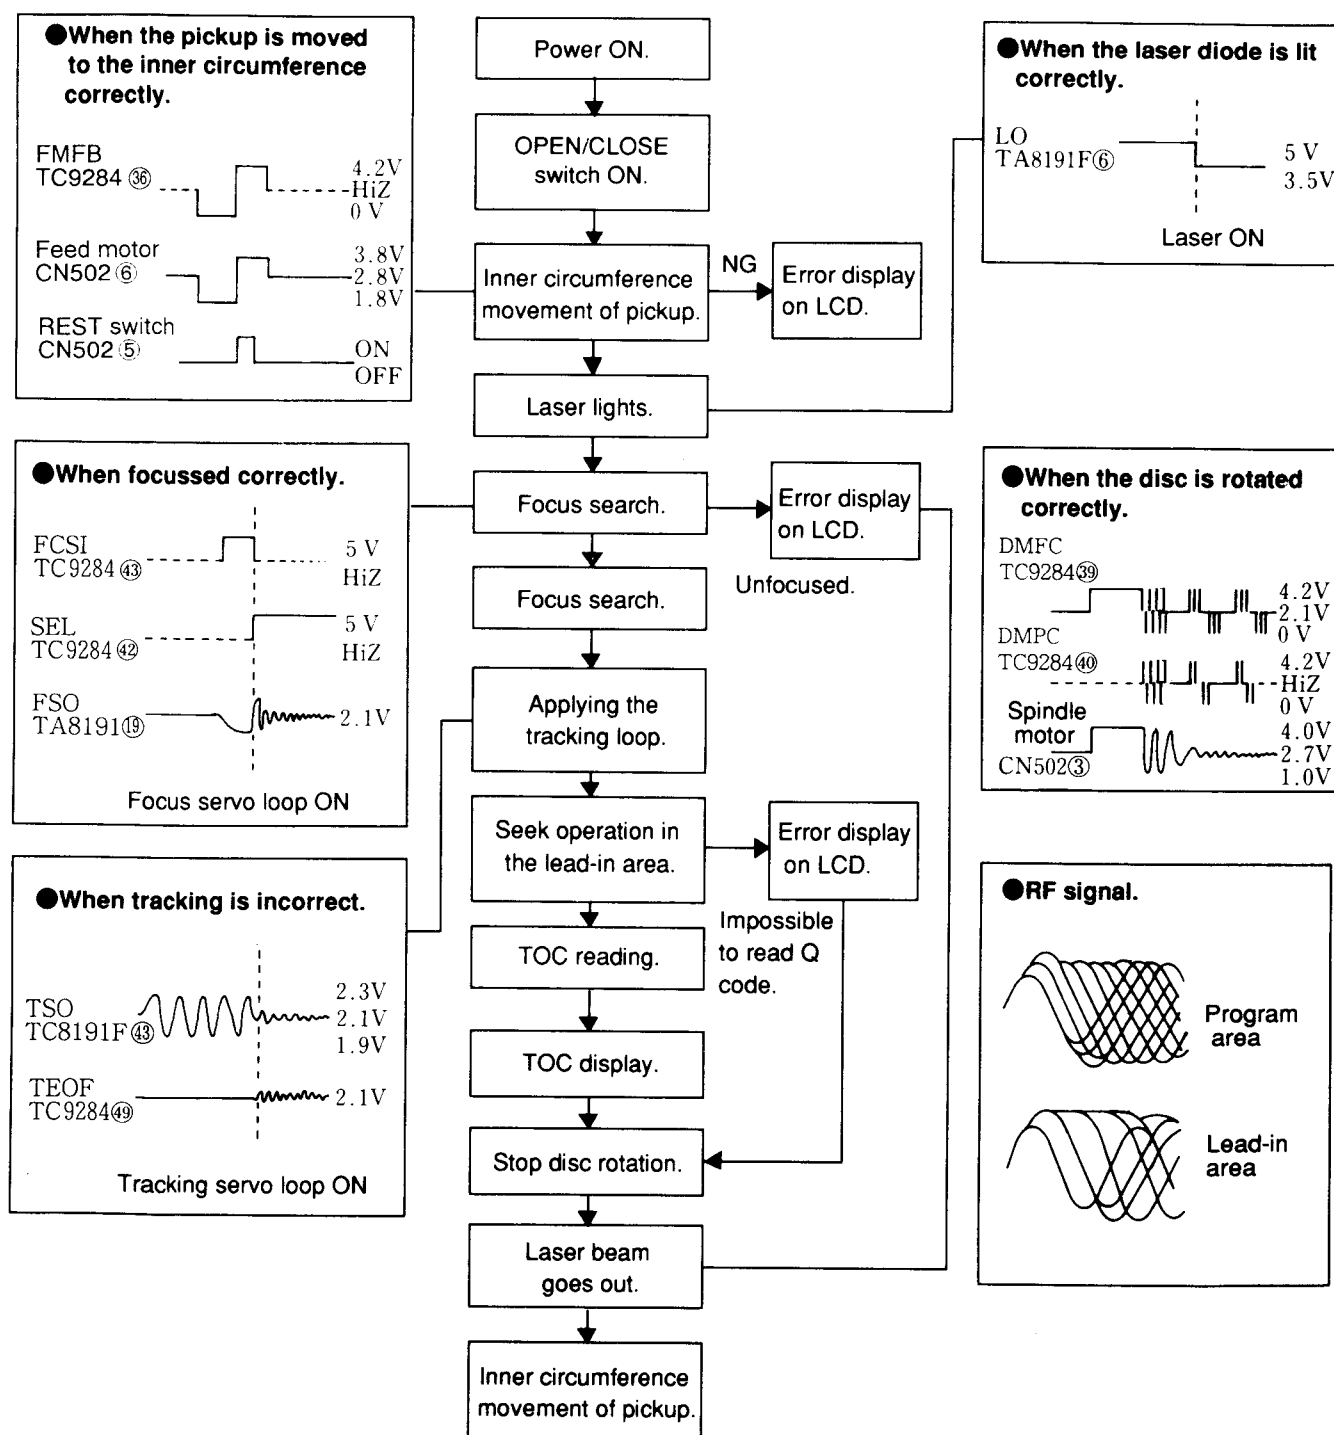 ●When the pickup is moved
to the inner circumference
correctly.
FMFB
TC9284 ㊱
4.2V
HiZ
0 V
Feed motor
CN502 ⑥
3.8V
2.8V
1.8V
REST switch
CN502 ⑤
ON
OFF
Power ON.
OPEN/CLOSE
switch ON.
Inner circumference
movement of pickup.
NG
Error display
on LCD.
Laser lights.
●When the laser diode is lit
correctly.
LO
TA8191F⑥
5 V
3.5V
Laser ON
●When focussed correctly.
FCSI
TC9284㊸
5 V
HiZ
SEL
TC9284㊷
5 V
HiZ
FSO
TA8191⑲
2.1V
Focus servo loop ON
Focus search.
Error display
on LCD.
Unfocused.
Focus search.
Applying the
tracking loop.
Seek operation in
the lead-in area.
Error display
on LCD.
Impossible
to read Q
code.
TOC reading.
TOC display.
Stop disc rotation.
Laser beam
goes out.
Inner circumference
movement of pickup.
●When the disc is rotated
correctly.
DMFC
TC9284㊴
4.2V
2.1V
0 V
DMPC
TC9284㊵
4.2V
HiZ
0 V
Spindle
motor
CN502③
4.0V
2.7V
1.0V
●When tracking is incorrect.
TSO
TC8191F㊸
2.3V
2.1V
1.9V
TEOF
TC9284㊾
2.1V
Tracking servo loop ON
●RF signal.
Program
area
Lead-in
area